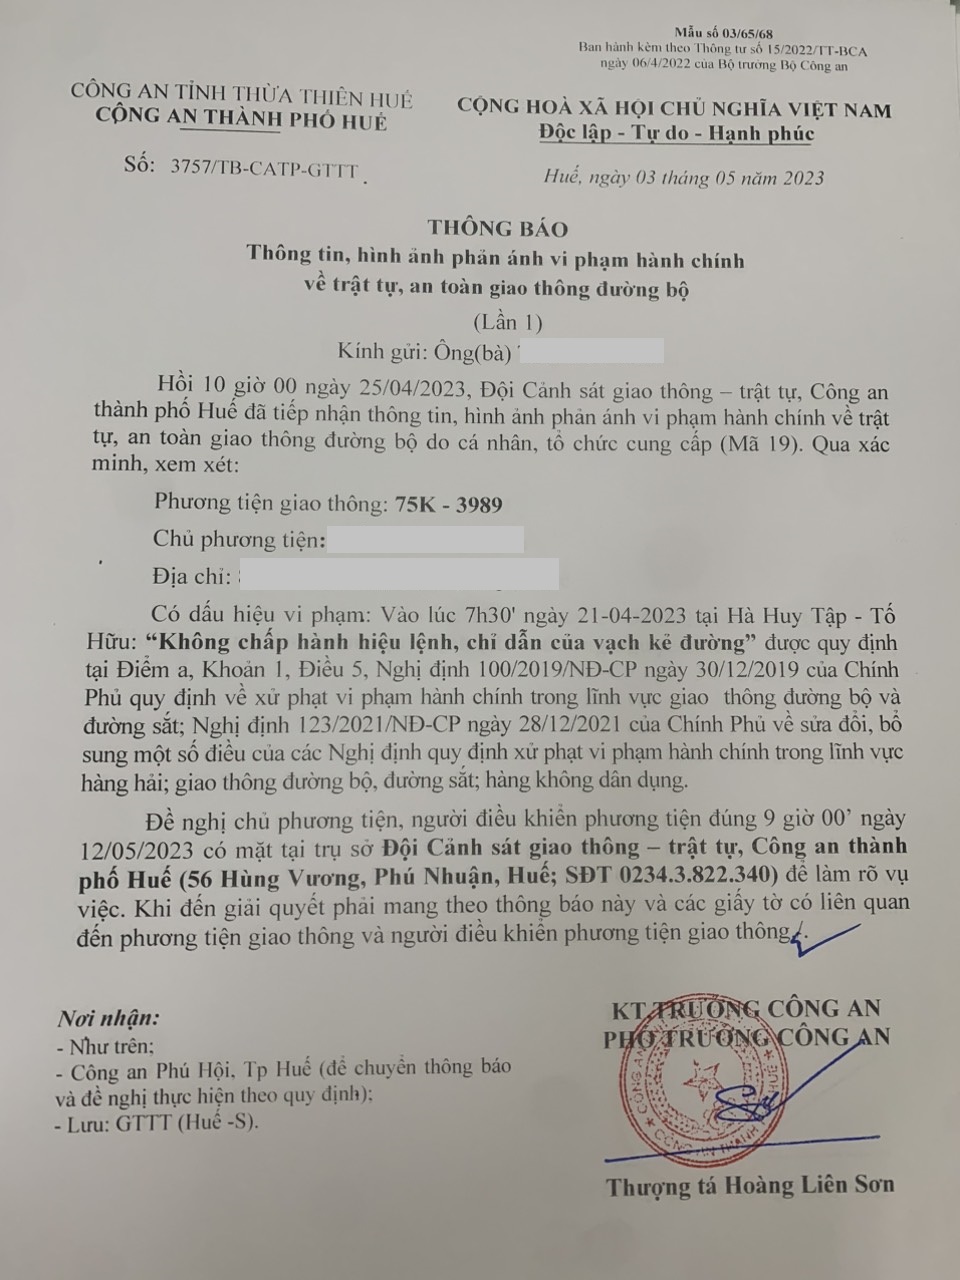 Mẫu số 03/65/68
Ban hành kèm theo Thông tư số 15/2022/TT-BCA
ngày 06/4/2022 của Bộ trưởng Bộ Công an
CÔNG AN TỈNH THỪA THIÊN HUẾ
CÔNG AN THÀNH PHỐ HUẾ
CỘNG HOÀ XÃ HỘI CHỦ NGHĨA VIỆT NAM
Độc lập - Tự do - Hạnh phúc
Số: 3757/TB-CATP-GTTT
Huế, ngày 03 tháng 05 năm 2023
THÔNG BÁO
Thông tin, hình ảnh phản ánh vi phạm hành chính
về trật tự, an toàn giao thông đường bộ
(Lần 1)
Kính gửi: Ông(bà)
Hồi 10 giờ 00 ngày 25/04/2023, Đội Cảnh sát giao thông – trật tự, Công an
thành phố Huế đã tiếp nhận thông tin, hình ảnh phản ánh vi phạm hành chính về trật
tự, an toàn giao thông đường bộ do cá nhân, tổ chức cung cấp (Mã 19). Qua xác
minh, xem xét:
Phương tiện giao thông: 75K - 3989
Chủ phương tiện:
Địa chỉ:
Có dấu hiệu vi phạm: Vào lúc 7h30' ngày 21-04-2023 tại Hà Huy Tập - Tố
Hữu: “Không chấp hành hiệu lệnh, chỉ dẫn của vạch kẻ đường” được quy định
tại Điểm a, Khoản 1, Điều 5, Nghị định 100/2019/NĐ-CP ngày 30/12/2019 của Chính
Phủ quy định về xử phạt vi phạm hành chính trong lĩnh vực giao thông đường bộ và
đường sắt; Nghị định 123/2021/NĐ-CP ngày 28/12/2021 của Chính Phủ về sửa đổi, bổ
sung một số điều của các Nghị định quy định xử phạt vi phạm hành chính trong lĩnh vực
hàng hải; giao thông đường bộ, đường sắt; hàng không dân dụng.
Đề nghị chủ phương tiện, người điều khiển phương tiện đúng 9 giờ 00’ ngày
12/05/2023 có mặt tại trụ sở Đội Cảnh sát giao thông – trật tự, Công an thành
phố Huế (56 Hùng Vương, Phú Nhuận, Huế; SĐT 0234.3.822.340) để làm rõ vụ
việc. Khi đến giải quyết phải mang theo thông báo này và các giấy tờ có liên quan
đến phương tiện giao thông và người điều khiển phương tiện giao thông./.
Nơi nhận:
- Như trên;
- Công an Phú Hội, Tp Huế (để chuyển thông báo
và đề nghị thực hiện theo quy định);
- Lưu: GTTT (Huế -S).
KT.TRƯỞNG CÔNG AN
PHÓ TRƯỞNG CÔNG AN
Thượng tá Hoàng Liên Sơn